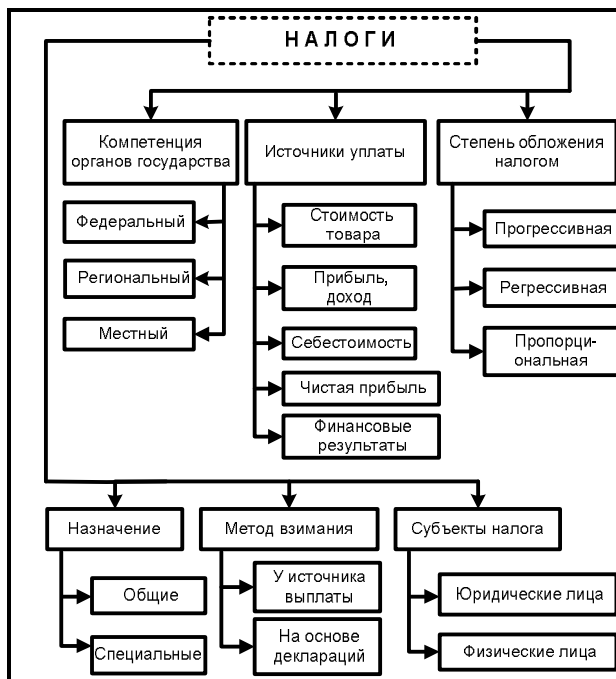 НАЛОГИ
Компетенция
органов государства
Федеральный
Региональный
Местный
Источники уплаты
Стоимость
товара
Прибыль,
доход
Себестоимость
Чистая прибыль
Финансовые
результаты
Степень обложения
налогом
Прогрессивная
Регрессивная
Пропорци-
ональная
Назначение
Общие
Специальные
Метод взимания
У источника
выплаты
На основе
деклараций
Субъекты налога
Юридические лица
Физические лица